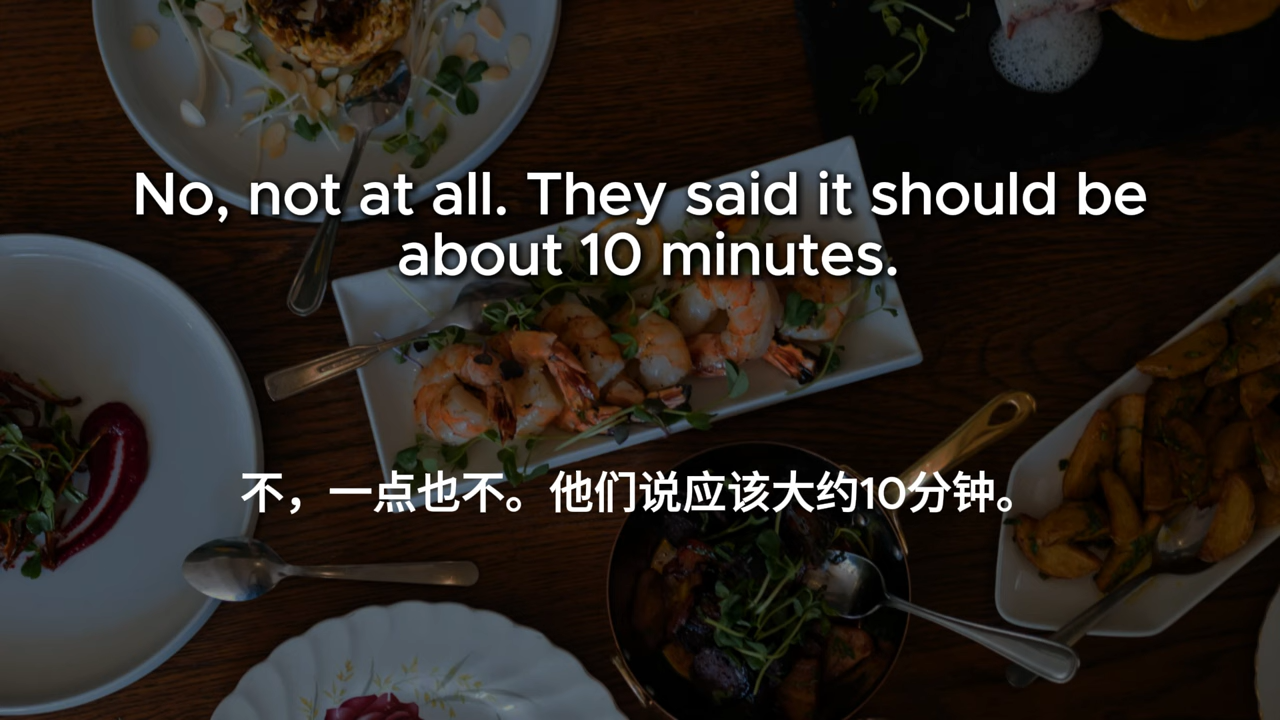 No, not at all. They said it should be
about 10 minutes.
不，一点也不。他们说应该大约10分钟。